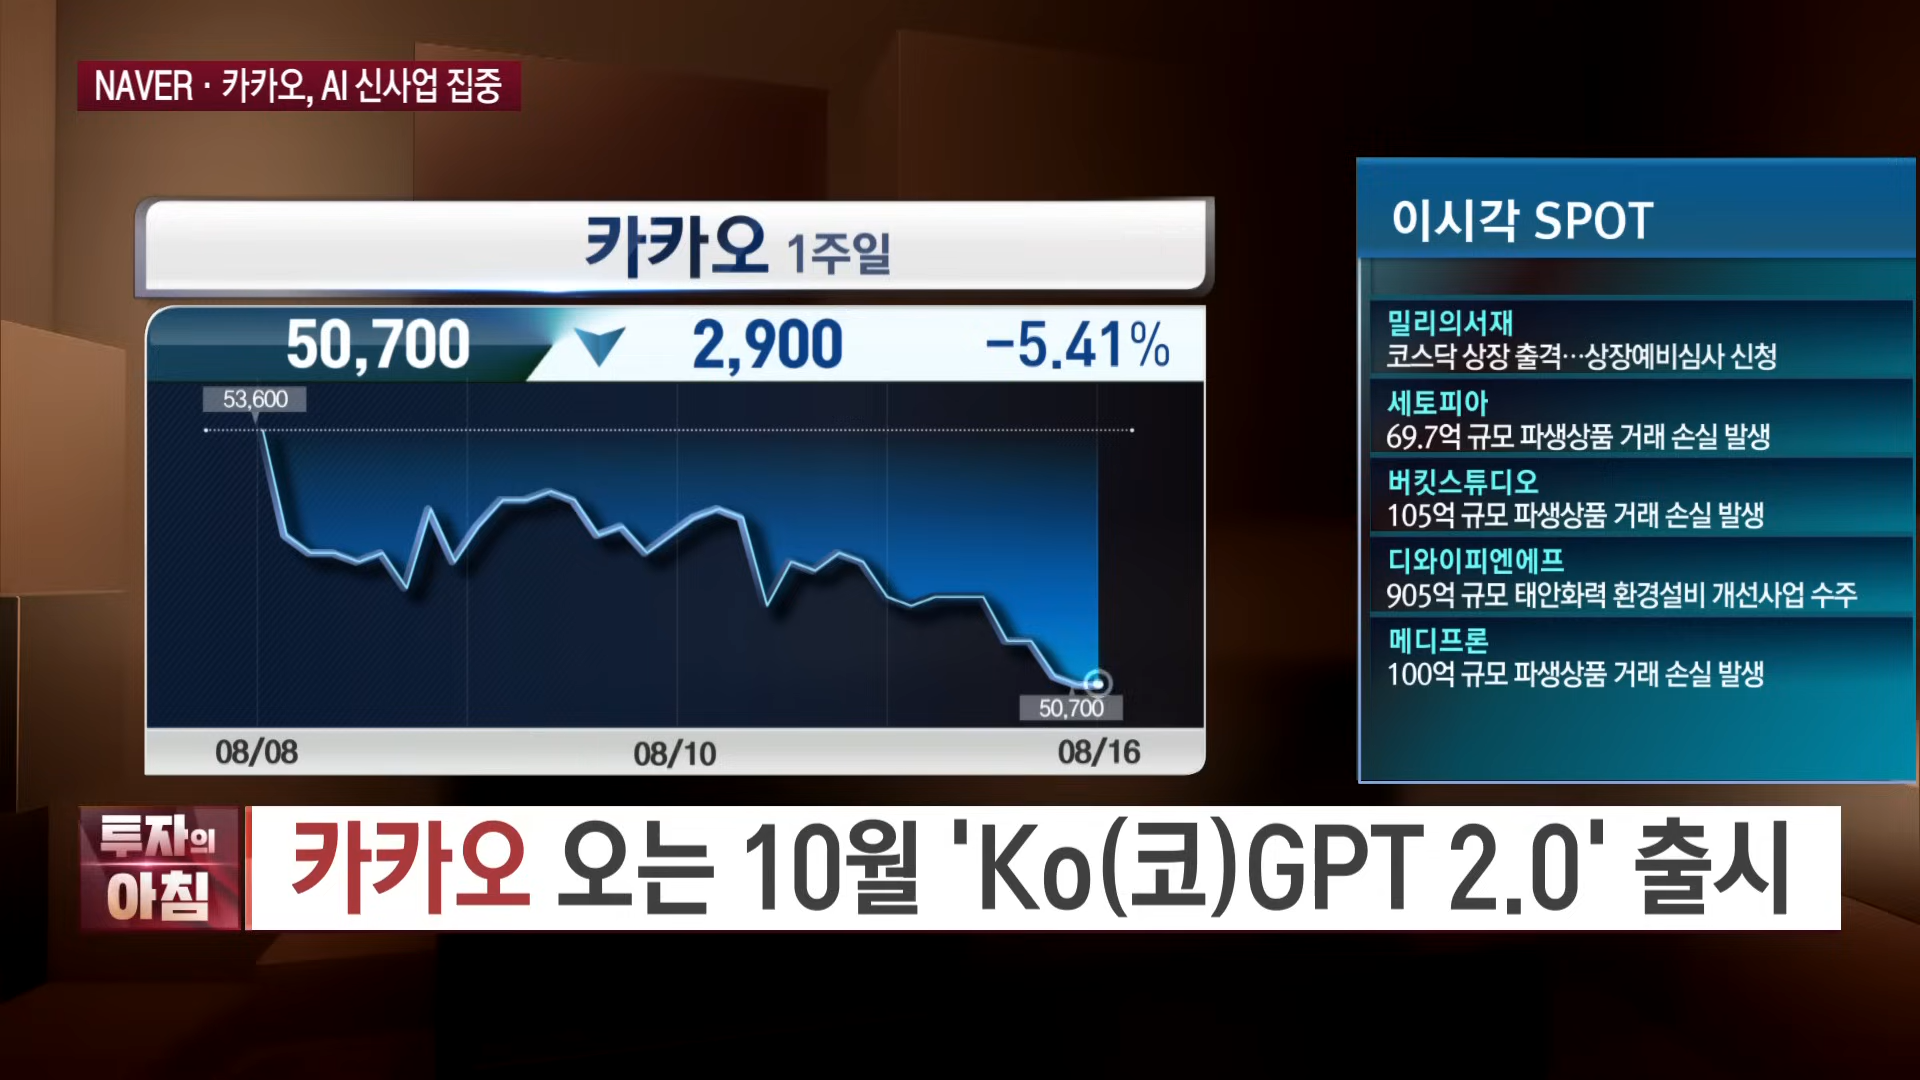 NAVER · 카카오, AI 신사업 집중
카카오 1주일
50,700 2,900 -5.41%
53,600
50,700
08/08 08/10 08/16
이시각 SPOT
밀리의서재
코스닥 상장 출격…상장예비심사 신청
세토피아
69.7억 규모 파생상품 거래 손실 발생
버킷스튜디오
105억 규모 파생상품 거래 손실 발생
디와이피엔에프
905억 규모 태안화력 환경설비 개선사업 수주
메디프론
100억 규모 파생상품 거래 손실 발생
투자의
아침
카카오 오는 10월 'Ko(코)GPT 2.0' 출시